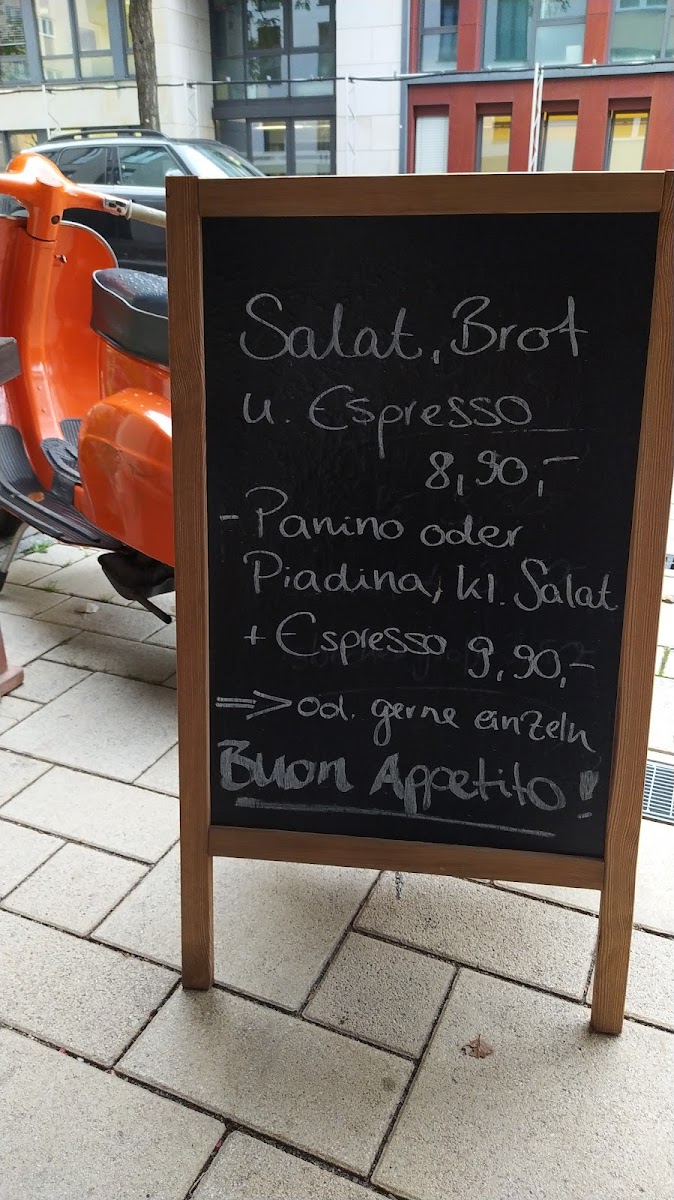 Salat, Brot
u. Espresso
8,90,-
- Panino oder
Piadina, kl. Salat
+ Espresso 9,90,-
=> od. gerne einzeln
Buon Appetito!